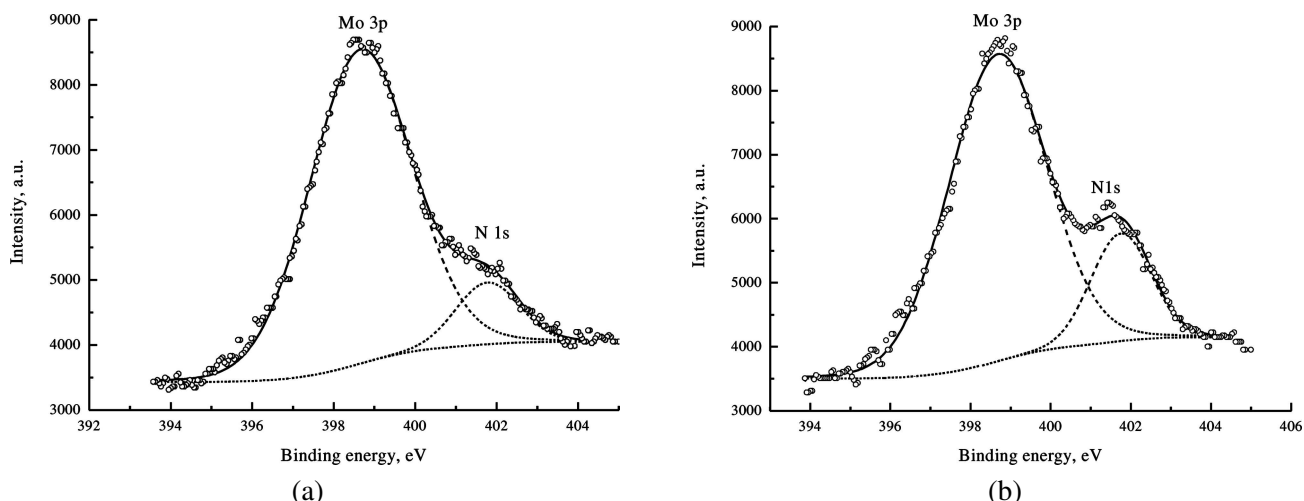 Mo 3p
N 1s
Intensity, a.u.
9000
8000
7000
6000
5000
4000
3000
392
394
396
398
400
402
404
Binding energy, eV
(a)
Mo 3p
N1s
Intensity, a.u.
9000
8000
7000
6000
5000
4000
3000
394
396
398
400
402
404
406
Binding energy, eV
(b)